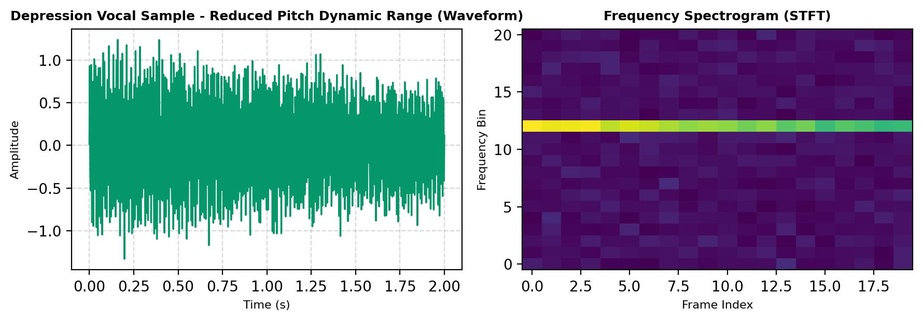 Depression Vocal Sample - Reduced Pitch Dynamic Range (Waveform)
1.0
0.5
0.0
−0.5
−1.0
Amplitude
0.00 0.25 0.50 0.75 1.00 1.25 1.50 1.75 2.00
Time (s)
Frequency Spectrogram (STFT)
20
15
10
5
0
Frequency Bin
0.0 2.5 5.0 7.5 10.0 12.5 15.0 17.5
Frame Index